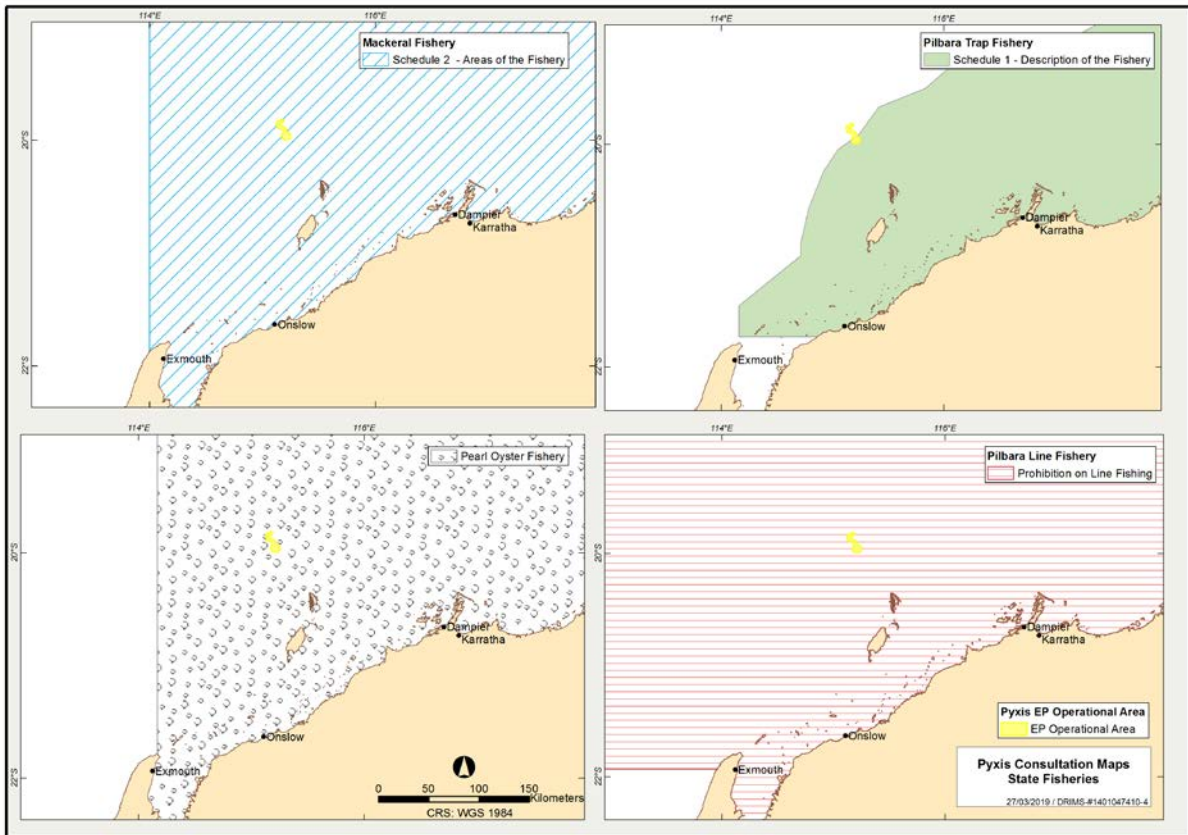 114°E
116°E
Mackeral Fishery
Schedule 2 - Areas of the Fishery
20°S
Dampier
Karratha
Onslow
Exmouth
22°S
114°E
116°E
Pilbara Trap Fishery
Schedule 1 - Description of the Fishery
20°S
Dampier
Karratha
Onslow
Exmouth
22°S
114°E
116°E
Pearl Oyster Fishery
20°S
Dampier
Karratha
Onslow
Exmouth
22°S
0 50 100 150
Kilometers
CRS: WGS 1984
114°E
116°E
Pilbara Line Fishery
Prohibition on Line Fishing
20°S
Dampier
Karratha
Onslow
Exmouth
22°S
Pyxis EP Operational Area
EP Operational Area
Pyxis Consultation Maps
State Fisheries
27/03/2019 / DRIMS-#1401047410-4